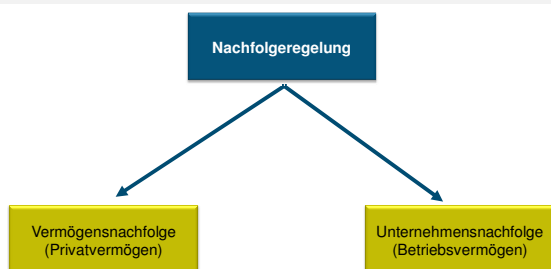 Nachfolgeregelung
Vermögensnachfolge
(Privatvermögen)
Unternehmensnachfolge
(Betriebsvermögen)